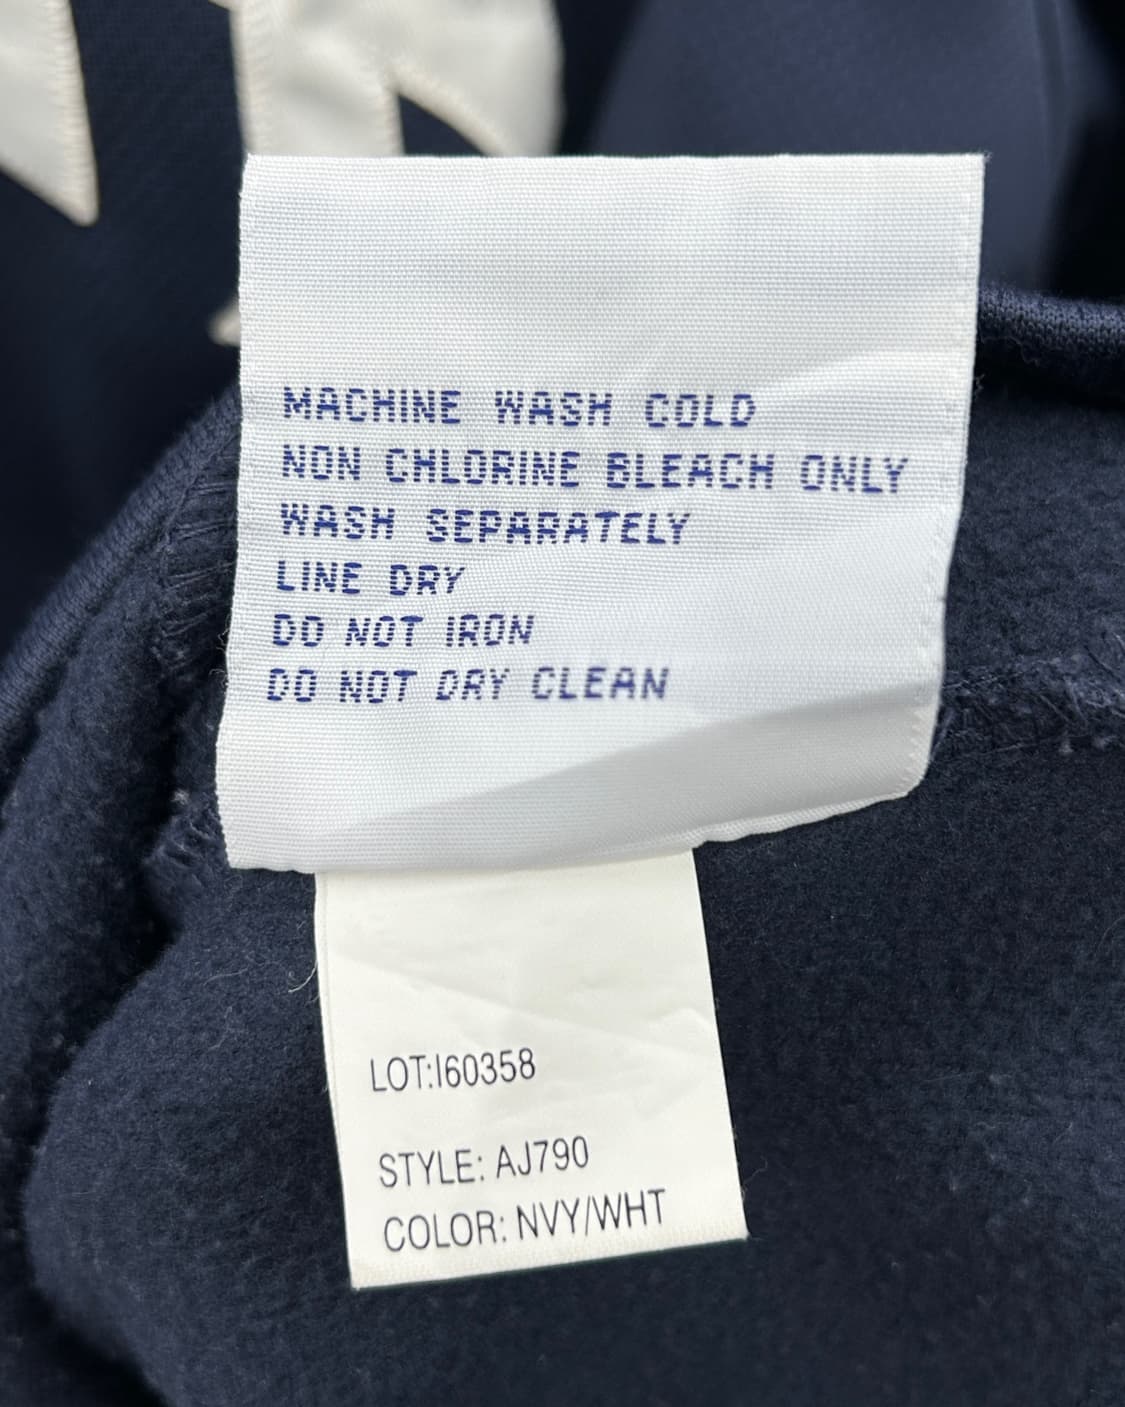 MACHINE WASH COLD
NON CHLORINE BLEACH ONLY
WASH SEPARATELY
LINE DRY
DO NOT IRON
DO NOT DRY CLEAN
LOT:I60358
STYLE: AJ790
COLOR: NVY/WHT